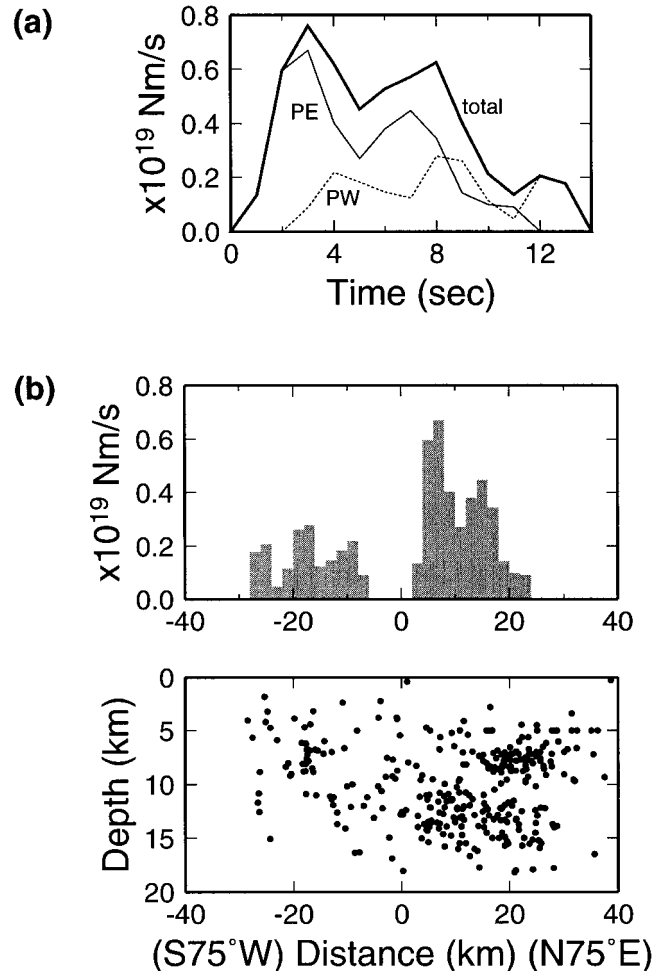 (a)
x10¹⁹ Nm/s
0.8
0.6
0.4
0.2
0.0
PE
PW
total
0 4 8 12
Time (sec)
(b)
x10¹⁹ Nm/s
0.8
0.6
0.4
0.2
0.0
-40 -20 0 20 40
Depth (km)
0
5
10
15
20
-40 -20 0 20 40
(S75°W) Distance (km) (N75°E)